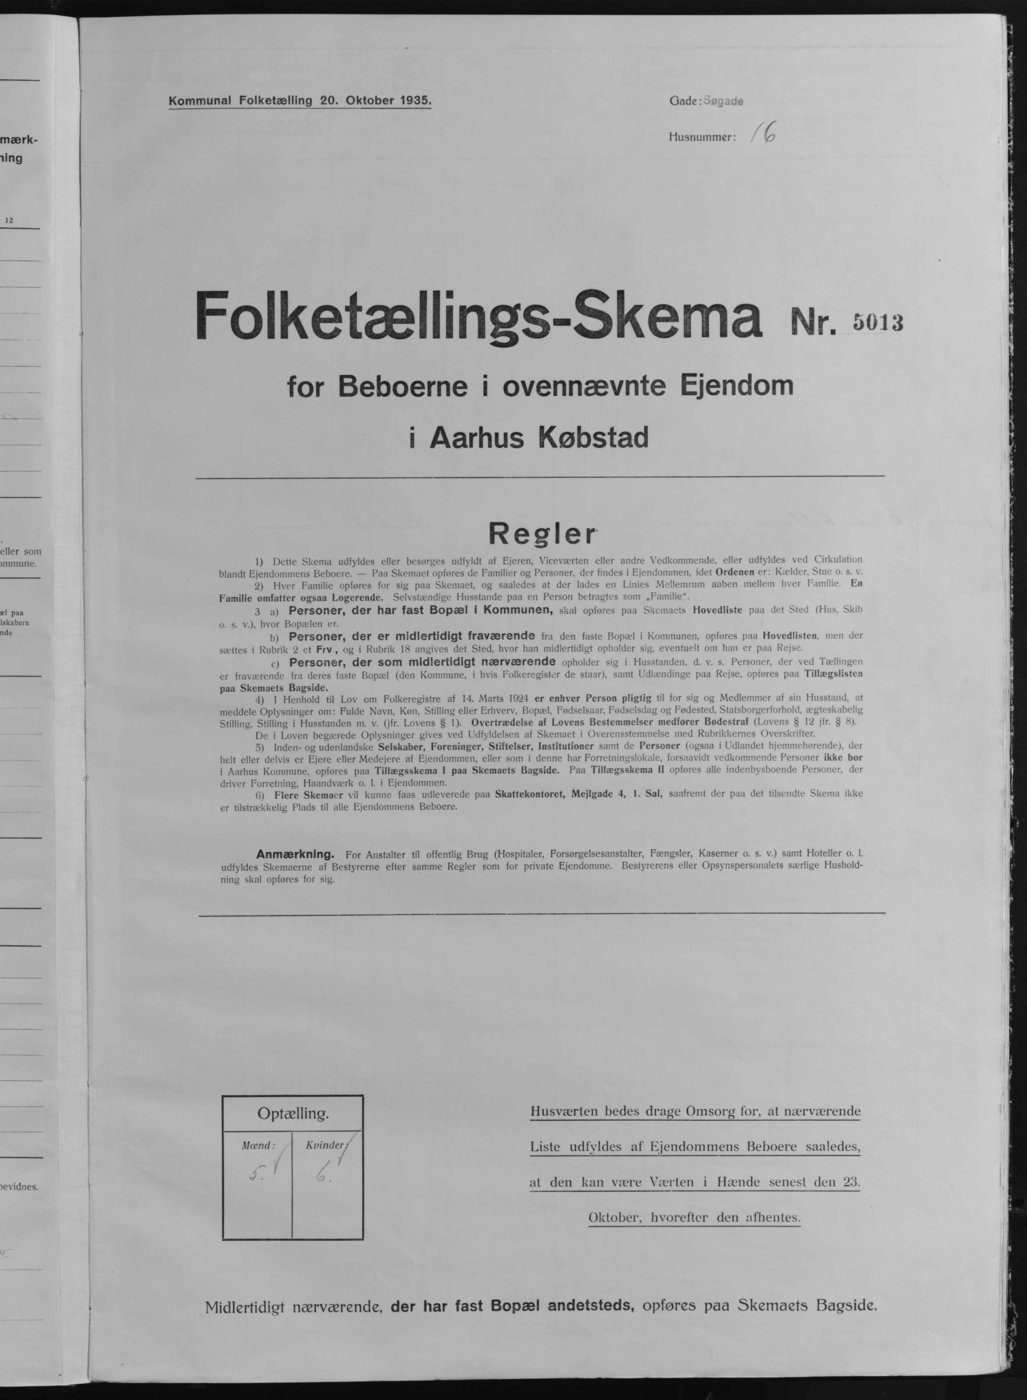 mærk-
ning
12
eller som
ommune.
el paa
lskabers
nde
bevidnes.
Kommunal Folketælling 20. Oktober 1935.
Gade: Søgade
Husnummer: 16
Folketællings-Skema Nr. 5013
for Beboerne i ovennævnte Ejendom
i Aarhus Købstad
Regler
1) Dette Skema udfyldes eller besørges udfyldt af Ejeren, Viceværten eller andre Vedkommende, eller udfyldes ved Cirkulation
blandt Ejendommens Beboere. — Paa Skemaet opføres de Familier og Personer, der findes i Ejendommen, idet Ordenen er: Kælder, Stue o. s. v.
2) Hver Familie opføres for sig paa Skemaet, og saaledes at der lades en Linies Mellemrum aaben mellem hver Familie. En
Familie omfatter ogsaa Logerende. Selvstændige Husstande paa en Person betragtes som „Familie“.
3 a) Personer, der har fast Bopæl i Kommunen, skal opføres paa Skemaets Hovedliste paa det Sted (Hus, Skib
o. s. v.), hvor Bopælen er.
b) Personer, der er midlertidigt fraværende fra den faste Bopæl i Kommunen, opføres paa Hovedlisten, men der
sættes i Rubrik 2 et Frv., og i Rubrik 18 angives det Sted, hvor han midlertidigt opholder sig, eventuelt om han er paa Rejse.
c) Personer, der som midlertidigt nærværende opholder sig i Husstanden, d. v. s. Personer, der ved Tællingen
er fraværende fra deres faste Bopæl (den Kommune, i hvis Folkeregister de staar), samt Udlændinge paa Rejse, opføres paa Tillægslisten
paa Skemaets Bagside.
4) I Henhold til Lov om Folkeregistre af 14. Marts 1924 er enhver Person pligtig til for sig og Medlemmer af sin Husstand, at
meddele Oplysninger om: Fulde Navn, Køn, Stilling eller Erhverv, Bopæl, Fødselsaar, Fødselsdag og Fødested, Statsborgerforhold, ægteskabelig
Stilling, Stilling i Husstanden m. v. (jfr. Lovens § 1). Overtrædelse af Lovens Bestemmelser medfører Bødestraf (Lovens § 12 jfr. § 8).
De i Loven begærede Oplysninger gives ved Udfyldelsen af Skemaet i Overensstemmelse med Rubrikkernes Overskrifter.
5) Inden- og udenlandske Selskaber, Foreninger, Stiftelser, Institutioner samt de Personer (ogsaa i Udlandet hjemmehørende), der
helt eller delvis er Ejere eller Medejere af Ejendommen, eller som i denne har Forretningslokale, forsaavidt vedkommende Personer ikke bor
i Aarhus Kommune, opføres paa Tillægsskema I paa Skemaets Bagside. Paa Tillægsskema II opføres alle indenbysboende Personer, der
driver Forretning, Haandværk o. l. i Ejendommen.
6) Flere Skemaer vil kunne faas udleverede paa Skattekontoret, Mejlgade 4, 1. Sal, saafremt der paa det tilsendte Skema ikke
er tilstrækkelig Plads til alle Ejendommens Beboere.
Anmærkning. For Anstalter til offentlig Brug (Hospitaler, Forsørgelsesanstalter, Fængsler, Kaserner o. s. v.) samt Hoteller o. l.
udfyldes Skemaerne af Bestyrerne efter samme Regler som for private Ejendomme. Bestyrerens eller Opsynspersonalets særlige Hushold-
ning skal opføres for sig.
Optælling.
Mænd: Kvinder:
5. 6.
Husværten bedes drage Omsorg for, at nærværende
Liste udfyldes af Ejendommens Beboere saaledes,
at den kan være Værten i Hænde senest den 23.
Oktober, hvorefter den afhentes.
Midlertidigt nærværende, der har fast Bopæl andetsteds, opføres paa Skemaets Bagside.